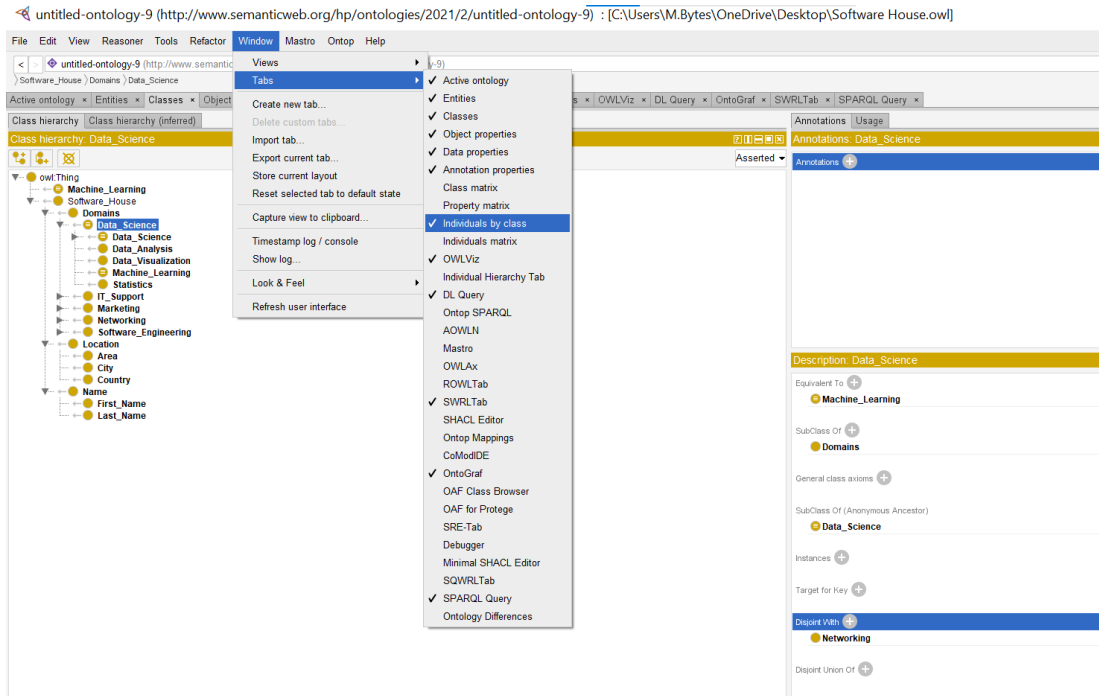 untitled-ontology-9 (http://www.semanticweb.org/hp/ontologies/2021/2/untitled-ontology-9) : [C:\Users\M.Bytes\OneDrive\Desktop\Software House.owl]
File Edit View Reasoner Tools Refactor Window Mastro Ontop Help
< > untitled-ontology-9 (http://www.semantic y-9)
Software_House Domains Data_Science
Active ontology × Entities × Classes × Object s × OWLViz × DL Query × OntoGraf × SWRLTab × SPARQL Query ×
Class hierarchy Class hierarchy (inferred)
Class hierarchy: Data_Science
Asserted
owl:Thing
Machine_Learning
Software_House
Domains
Data_Science
Data_Science
Data_Analysis
Data_Visualization
Machine_Learning
Statistics
IT_Support
Marketing
Networking
Software_Engineering
Location
Area
City
Country
Name
First_Name
Last_Name
Views
Tabs
Create new tab...
Delete custom tabs...
Import tab...
Export current tab...
Store current layout
Reset selected tab to default state
Capture view to clipboard...
Timestamp log / console
Show log...
Look & Feel
Refresh user interface
Active ontology
Entities
Classes
Object properties
Data properties
Annotation properties
Class matrix
Property matrix
Individuals by class
Individuals matrix
OWLViz
Individual Hierarchy Tab
DL Query
Ontop SPARQL
AOWLN
Mastro
OWLAx
ROWLTab
SWRLTab
SHACL Editor
Ontop Mappings
CoModIDE
OntoGraf
OAF Class Browser
OAF for Protege
SRE-Tab
Debugger
Minimal SHACL Editor
SQWRLTab
SPARQL Query
Ontology Differences
Annotations Usage
Annotations: Data_Science
Annotations
Description: Data_Science
Equivalent To
Machine_Learning
SubClass Of
Domains
General class axioms
SubClass Of (Anonymous Ancestor)
Data_Science
Instances
Target for Key
Disjoint With
Networking
Disjoint Union Of